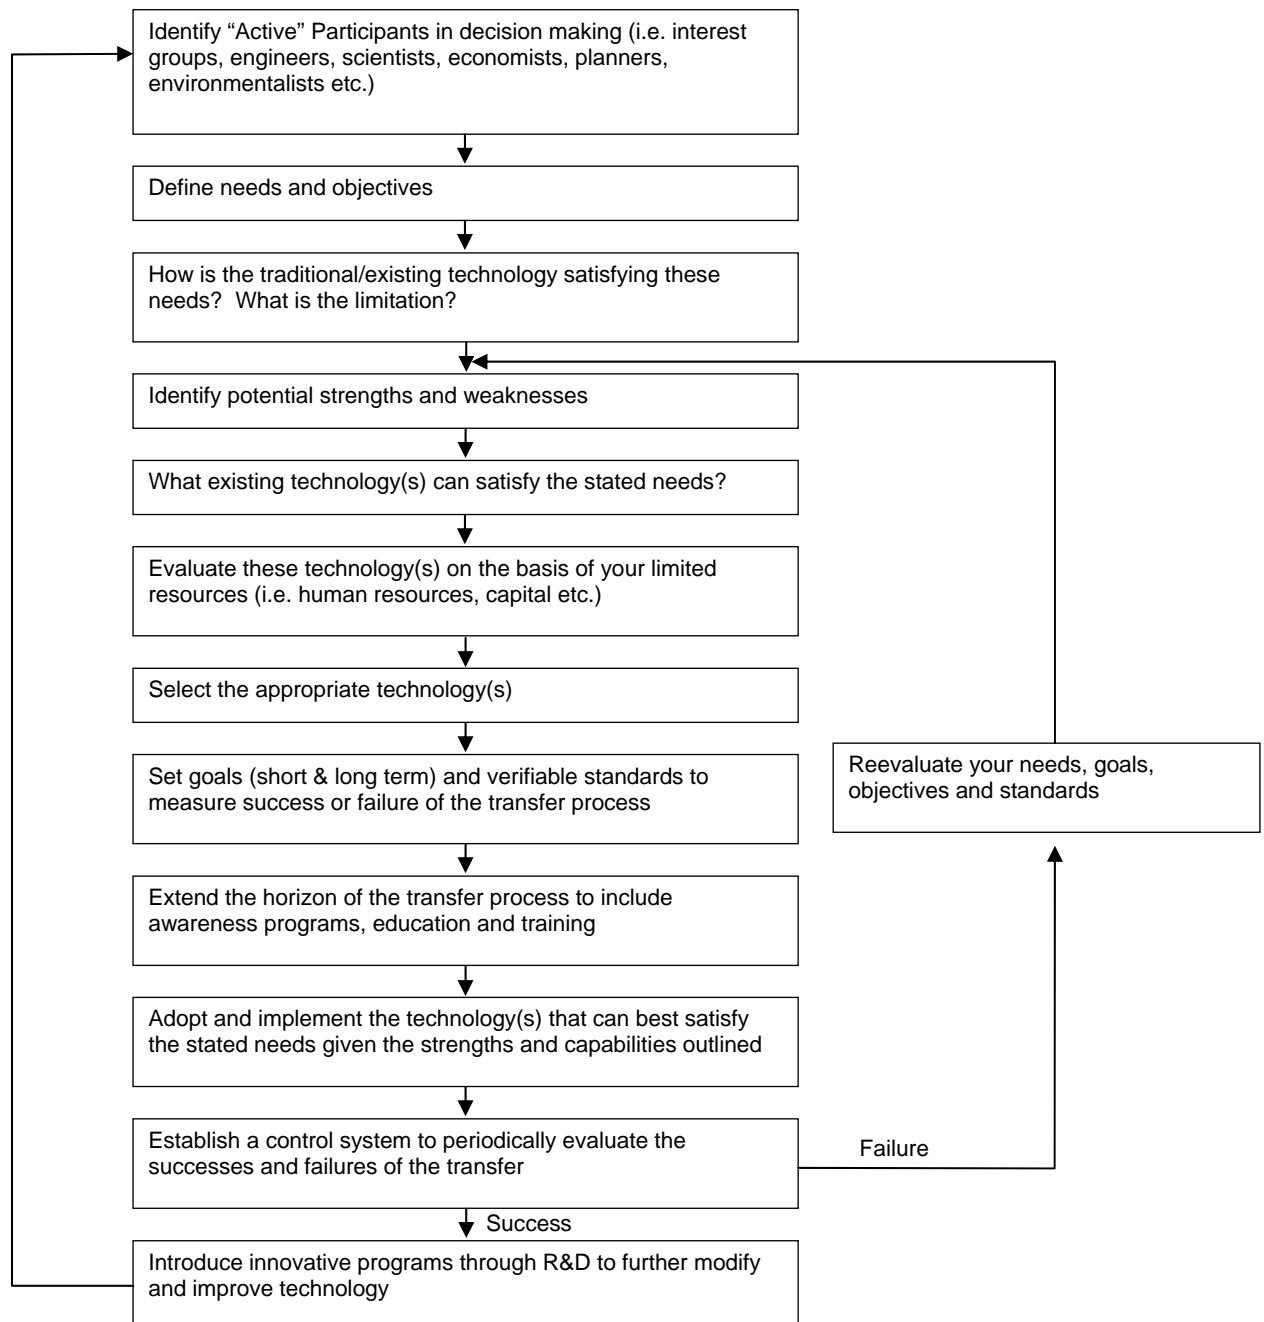 Identify “Active” Participants in decision making (i.e. interest
groups, engineers, scientists, economists, planners,
environmentalists etc.)
Define needs and objectives
How is the traditional/existing technology satisfying these
needs?  What is the limitation?
Identify potential strengths and weaknesses
What existing technology(s) can satisfy the stated needs?
Evaluate these technology(s) on the basis of your limited
resources (i.e. human resources, capital etc.)
Select the appropriate technology(s)
Set goals (short & long term) and verifiable standards to
measure success or failure of the transfer process
Reevaluate your needs, goals,
objectives and standards
Extend the horizon of the transfer process to include
awareness programs, education and training
Adopt and implement the technology(s) that can best satisfy
the stated needs given the strengths and capabilities outlined
Establish a control system to periodically evaluate the
successes and failures of the transfer
Failure
Success
Introduce innovative programs through R&D to further modify
and improve technology